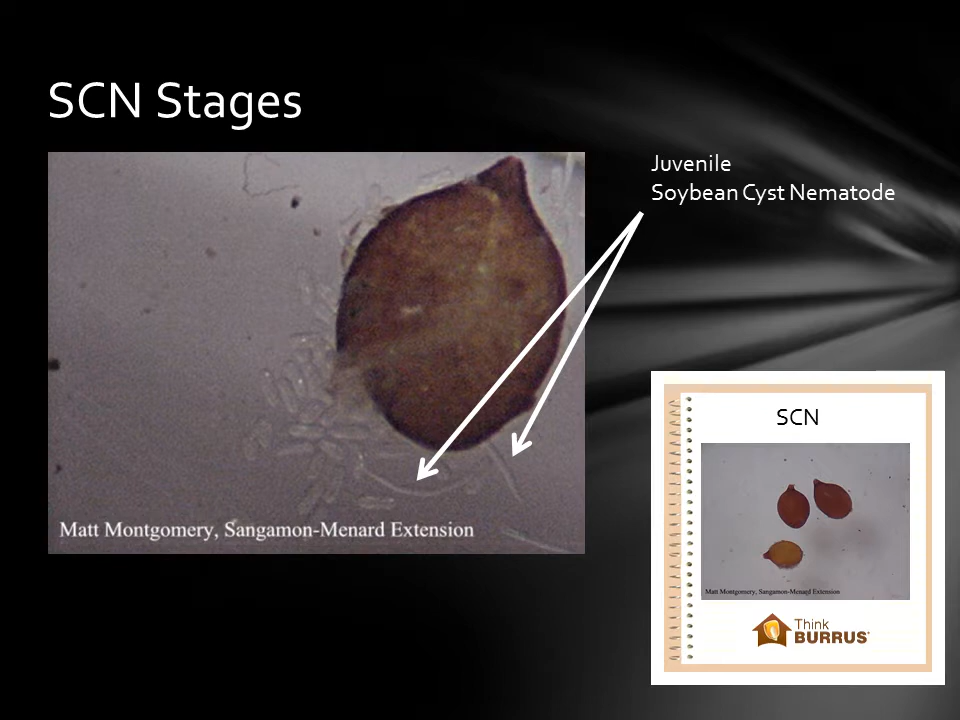 SCN Stages
Juvenile
Soybean Cyst Nematode
Matt Montgomery, Sangamon-Menard Extension
SCN
Matt Montgomery, Sangamon-Menard Extension
Think
BURRUS®